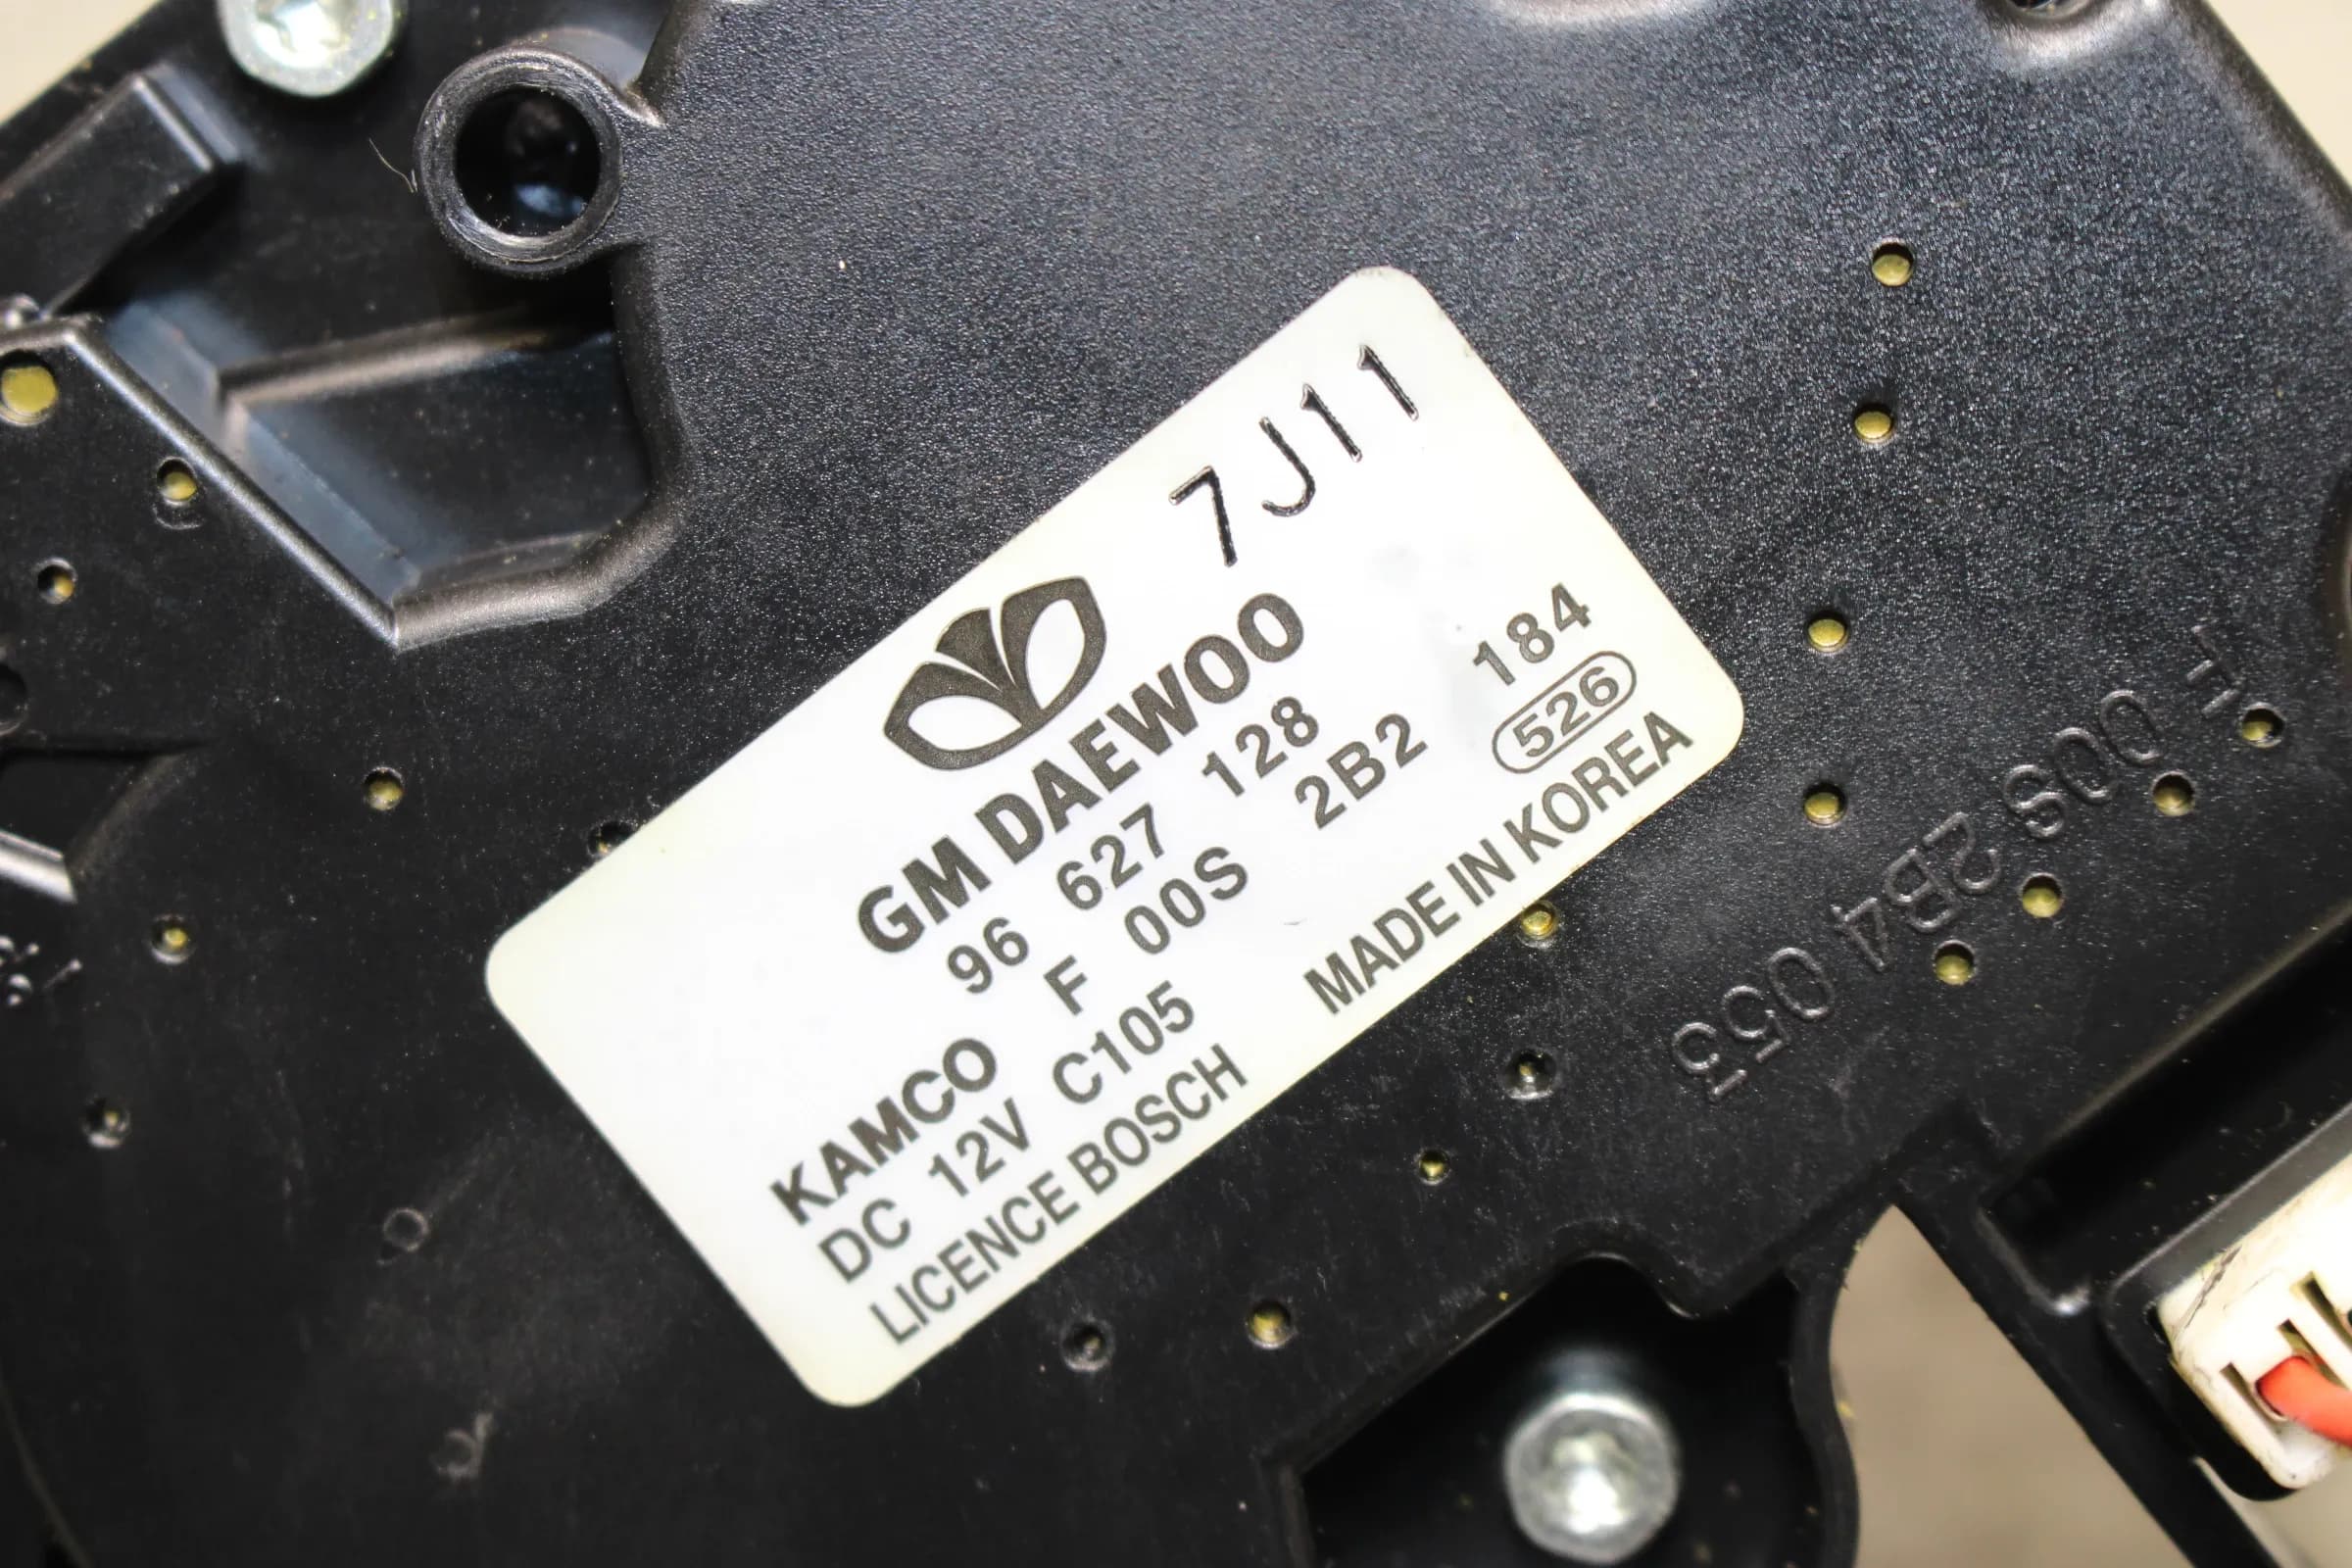 7J11
GM DAEWOO
96 627 128
184
KAMCO F 00S 2B2
526
DC 12V C105
MADE IN KOREA
LICENCE BOSCH
F 00S 2B4 053